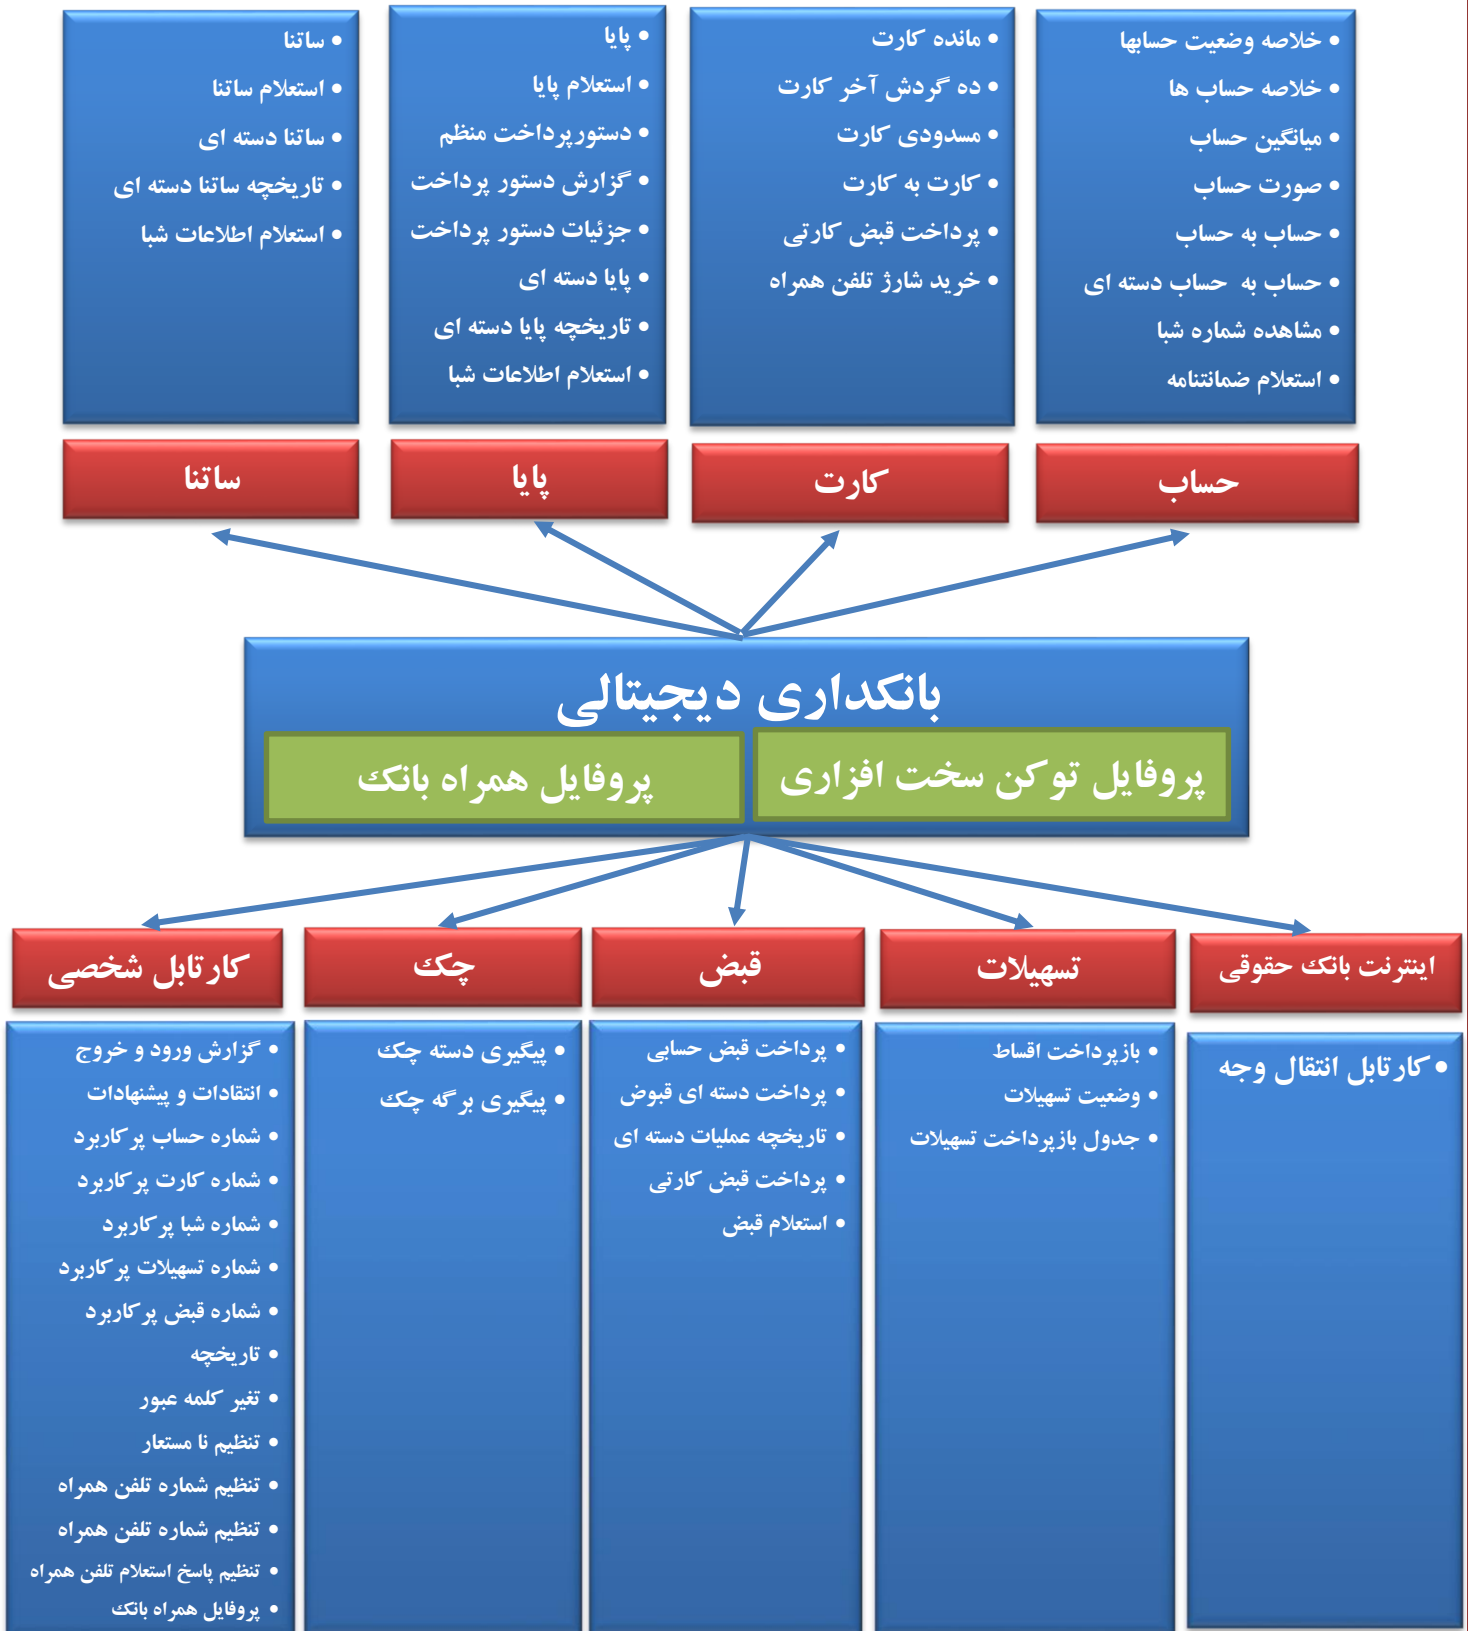 خلاصه وضعیت حسابها
خلاصه حساب ها
میانگین حساب
صورت حساب
حساب به حساب
حساب به حساب دسته ای
مشاهده شماره شبا
استعلام ضمانتنامه
حساب
مانده کارت
ده گردش آخر کارت
مسدودی کارت
کارت به کارت
پرداخت قبض کارتی
خرید شارژ تلفن همراه
کارت
پایا
استعلام پایا
دستورپرداخت منظم
گزارش دستور پرداخت
جزئیات دستور پرداخت
پایا دسته ای
تاریخچه پایا دسته ای
استعلام اطلاعات شبا
پایا
ساتنا
استعلام ساتنا
ساتنا دسته ای
تاریخچه ساتنا دسته ای
استعلام اطلاعات شبا
ساتنا
بانکداری دیجیتالی
پروفایل توکن سخت افزاری
پروفایل همراه بانک
اینترنت بانک حقوقی
کارتابل انتقال وجه
تسهیلات
بازپرداخت اقساط
وضعیت تسهیلات
جدول بازپرداخت تسهیلات
قبض
پرداخت قبض حسابی
پرداخت دسته ای قبوض
تاریخچه عملیات دسته ای
پرداخت قبض کارتی
استعلام قبض
چک
پیگیری دسته چک
پیگیری برگه چک
کارتابل شخصی
گزارش ورود و خروج
انتقادات و پیشنهادات
شماره حساب پرکاربرد
شماره کارت پرکاربرد
شماره شبا پرکاربرد
شماره تسهیلات پرکاربرد
شماره قبض پرکاربرد
تاریخچه
تغیر کلمه عبور
تنظیم نا مستعار
تنظیم شماره تلفن همراه
تنظیم شماره تلفن همراه
تنظیم پاسخ استعلام تلفن همراه
پروفایل همراه بانک